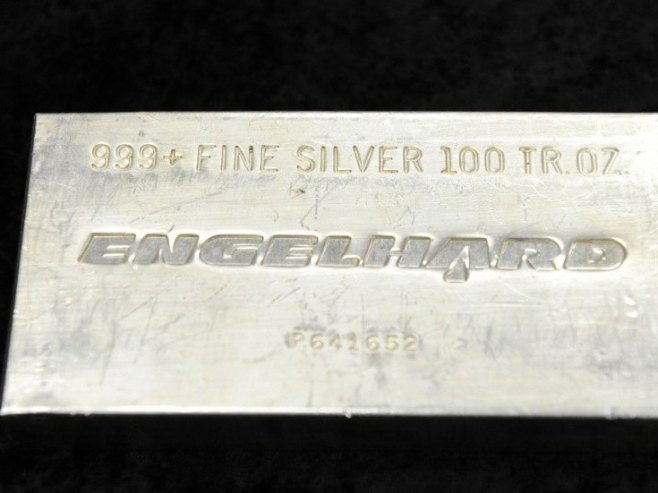 999+ FINE SILVER 100 TR.OZ.
ENGELHARD
P641652